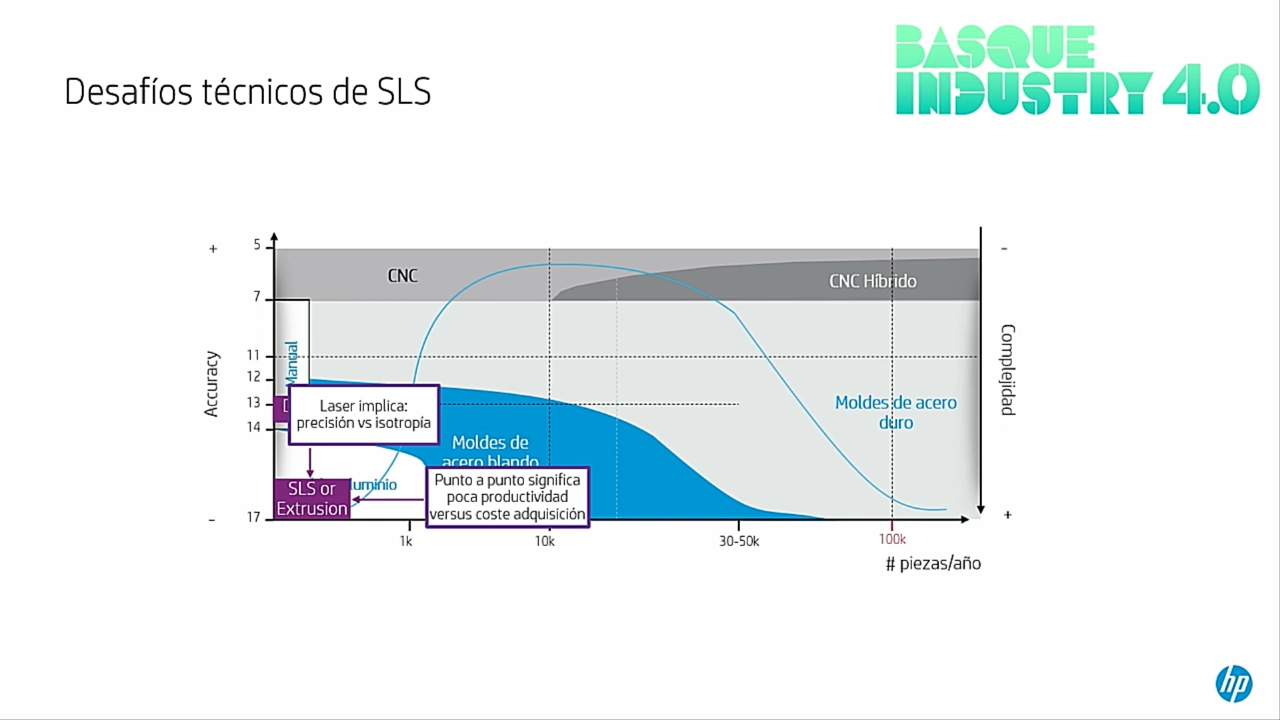 BASQUE
INDUSTRY 4.0
Desafíos técnicos de SLS
+
5
CNC
CNC Híbrido
-
7
Manual
11
12
13
14
Accuracy
Complejidad
Laser implica:
precisión vs isotropía
Moldes de acero
duro
Moldes de
acero blando
SLS or
Extrusion
luminio
Punto a punto significa
poca productividad
versus coste adquisición
-
17
+
1k
10k
30-50k
100k
# piezas/año
hp